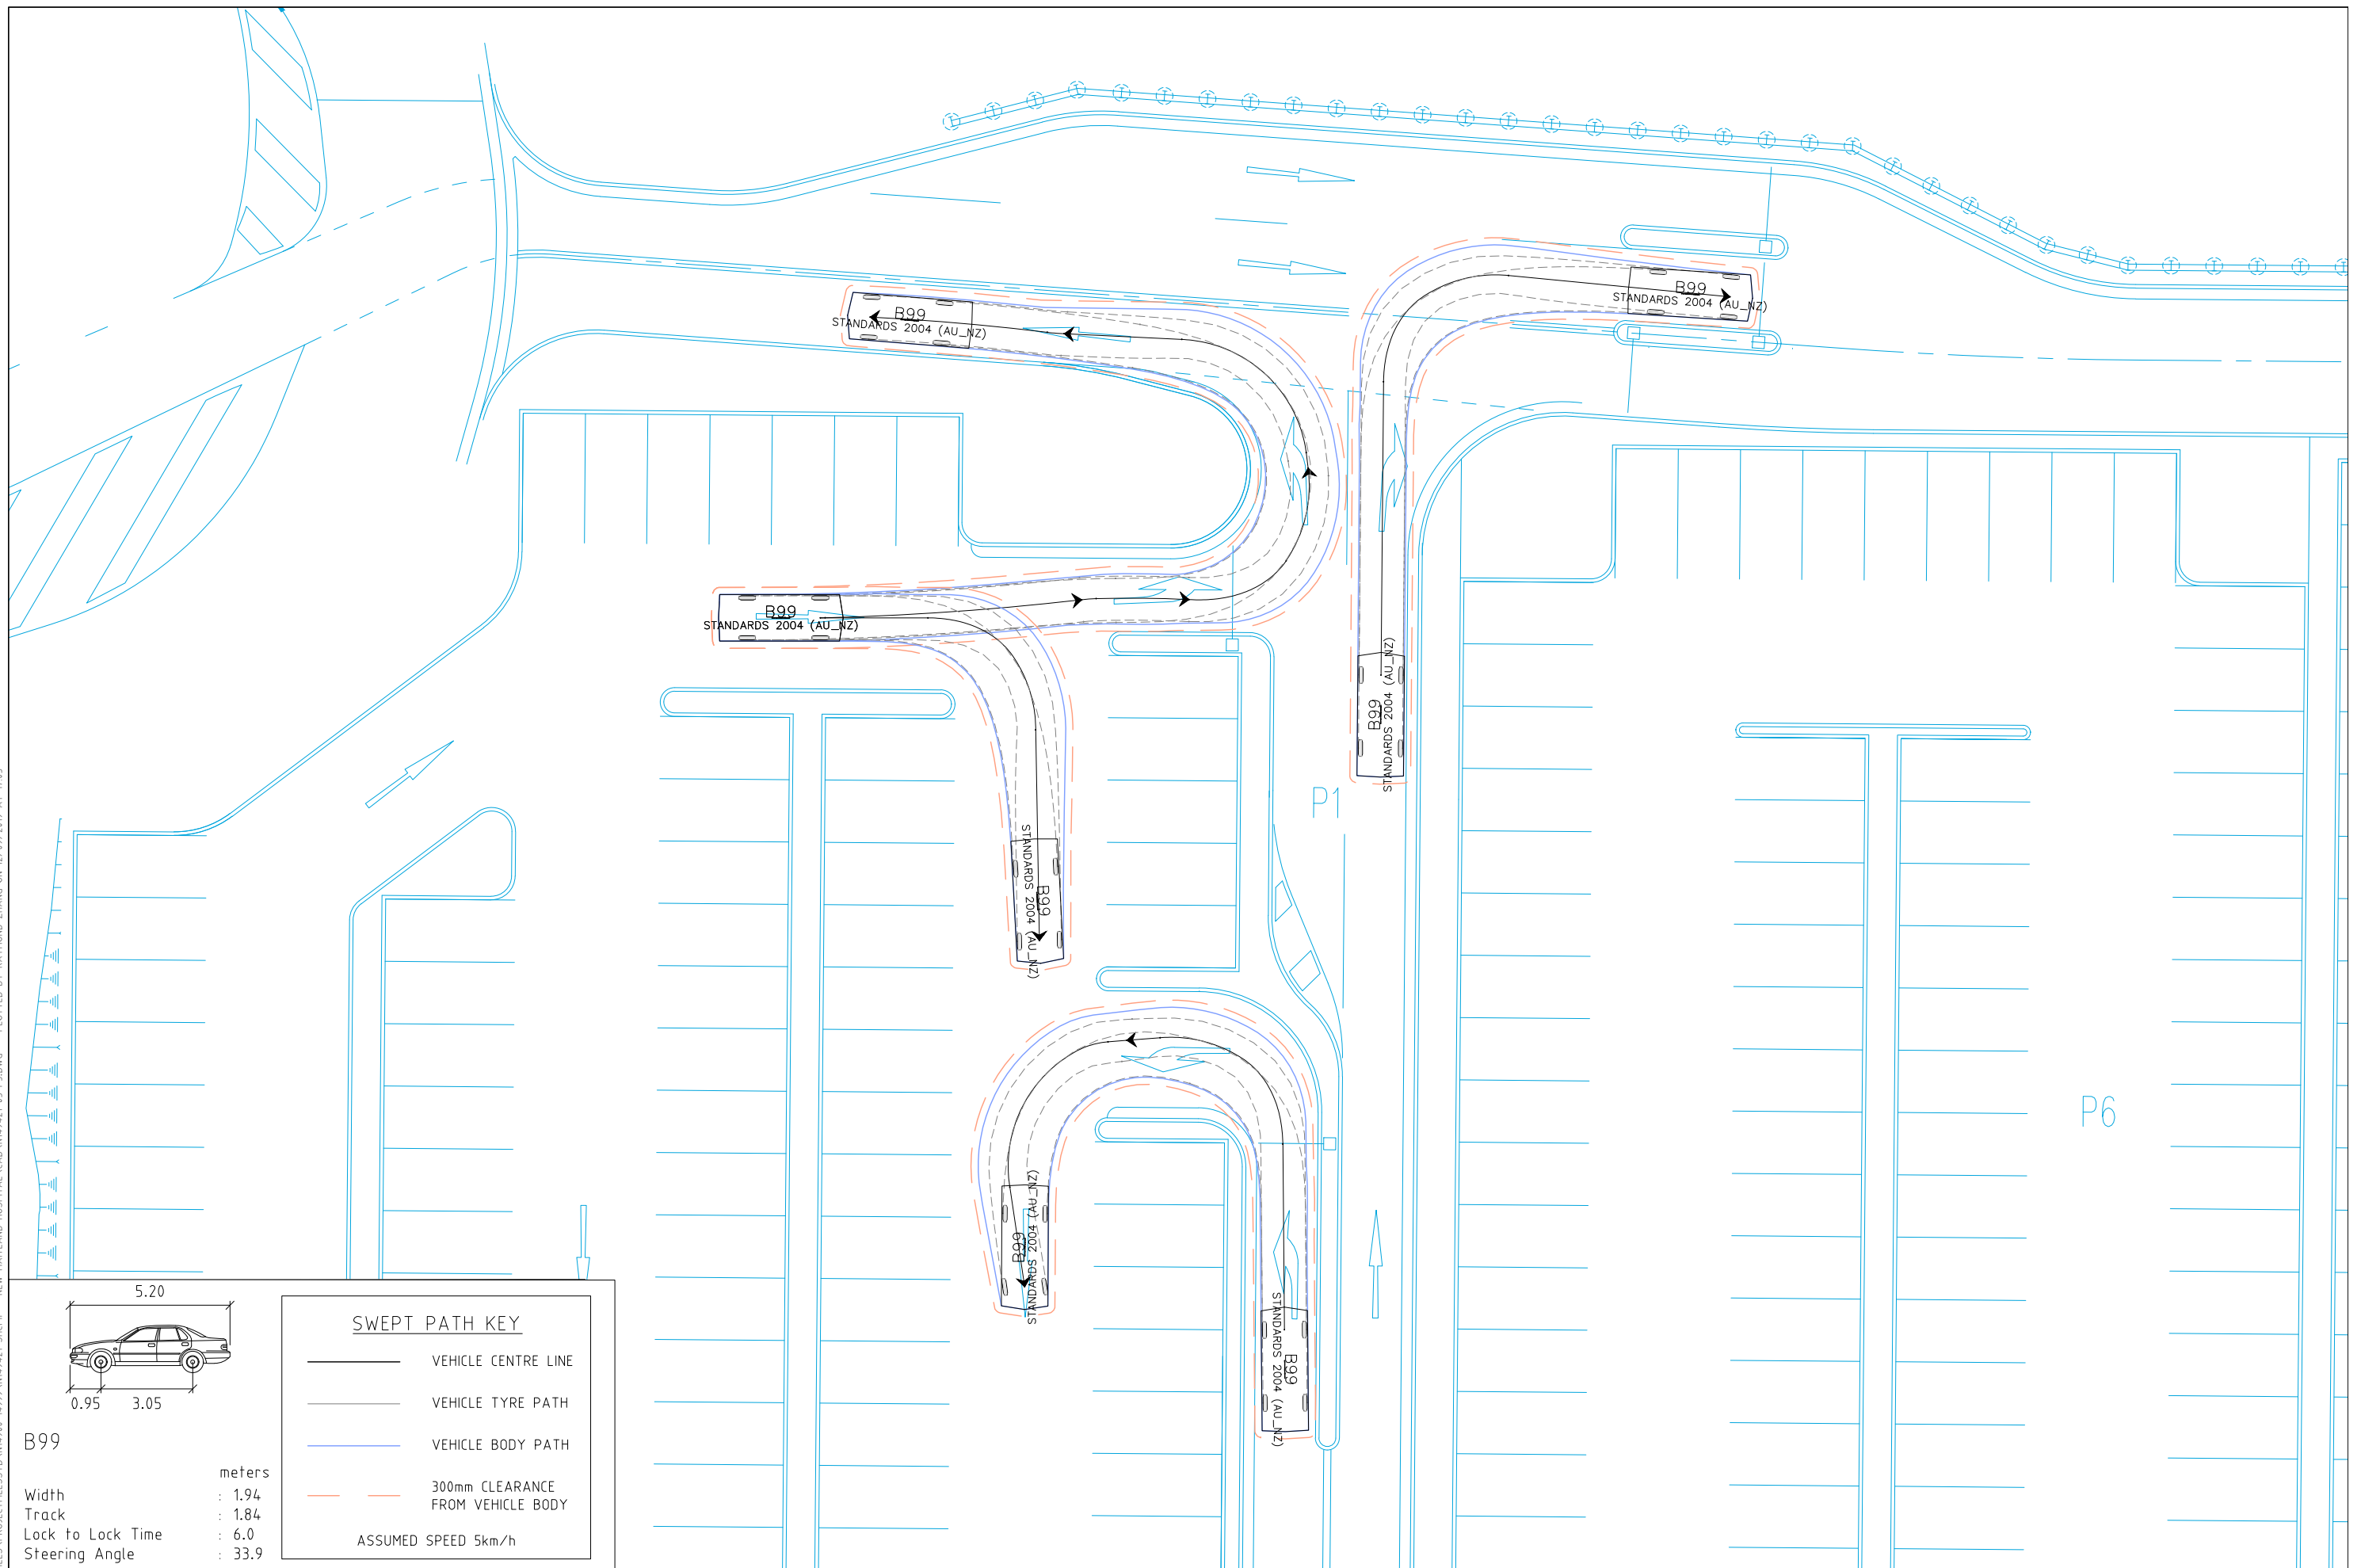 B99
STANDARDS 2004 (AU_NZ)
B99
STANDARDS 2004 (AU_NZ)
B99
STANDARDS 2004 (AU_NZ)
B99
STANDARDS 2004 (AU_NZ)
P1
B99
STANDARDS 2004 (AU_NZ)
P6
B99
STANDARDS 2004 (AU_NZ)
B99
STANDARDS 2004 (AU_NZ)
5.20
0.95 3.05
B99
meters
Width : 1.94
Track : 1.84
Lock to Lock Time : 6.0
Steering Angle : 33.9
SWEPT PATH KEY
VEHICLE CENTRE LINE
VEHICLE TYRE PATH
VEHICLE BODY PATH
300mm CLEARANCE
FROM VEHICLE BODY
ASSUMED SPEED 5km/h